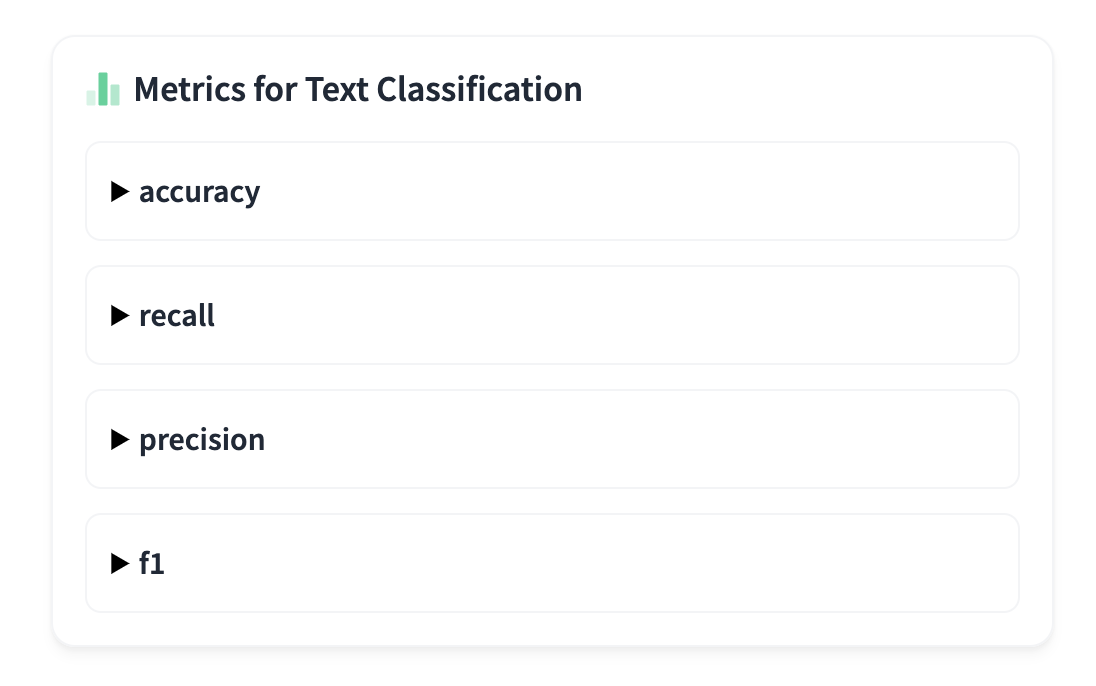 Metrics for Text Classification
accuracy
recall
precision
f1